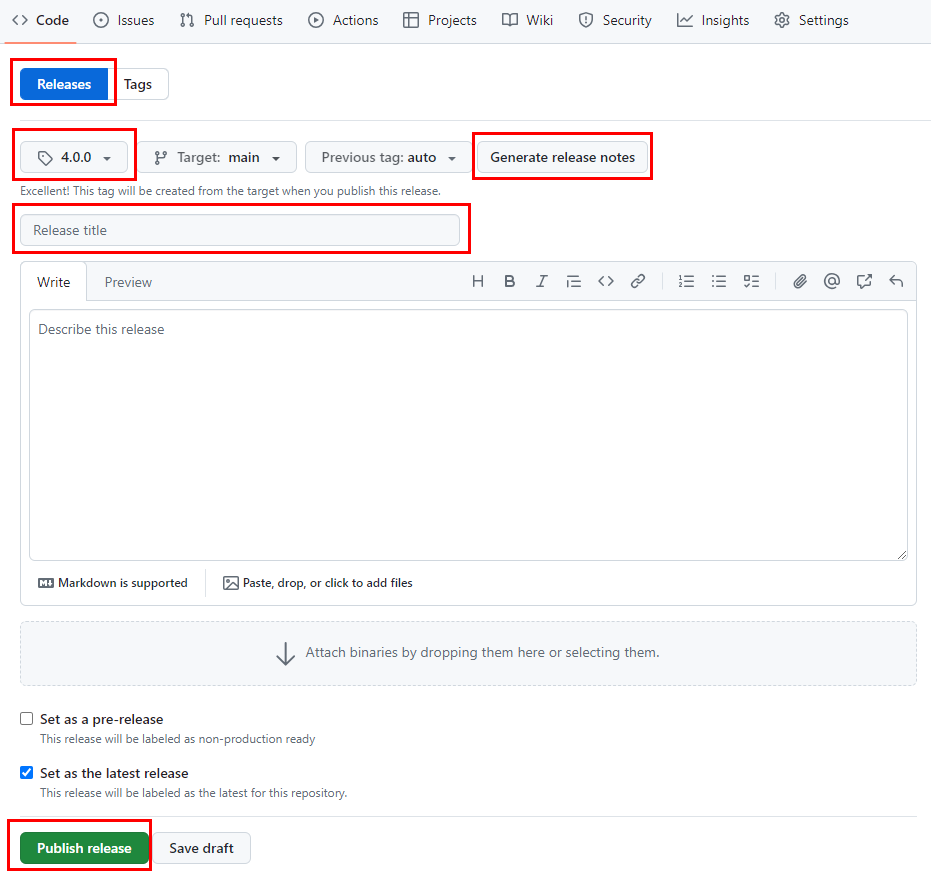 Code Issues Pull requests Actions Projects Wiki Security Insights Settings
Releases Tags
4.0.0 Target: main Previous tag: auto Generate release notes
Excellent! This tag will be created from the target when you publish this release.
Release title
Write Preview H B I
Describe this release
Markdown is supported Paste, drop, or click to add files
Attach binaries by dropping them here or selecting them.
Set as a pre-release
This release will be labeled as non-production ready
Set as the latest release
This release will be labeled as the latest for this repository.
Publish release Save draft